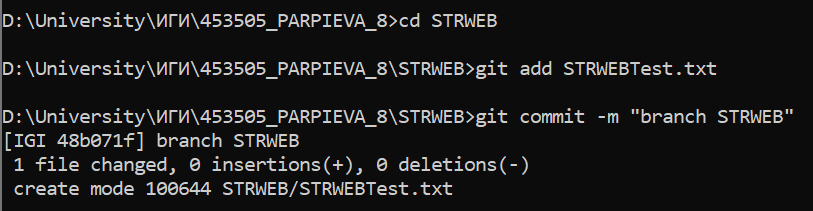 D:\University\ИГИ\453505_PARPIEVA_8>cd STRWEB
D:\University\ИГИ\453505_PARPIEVA_8\STRWEB>git add STRWEBTest.txt
D:\University\ИГИ\453505_PARPIEVA_8\STRWEB>git commit -m "branch STRWEB"
[IGI 48b071f] branch STRWEB
 1 file changed, 0 insertions(+), 0 deletions(-)
 create mode 100644 STRWEB/STRWEBTest.txt